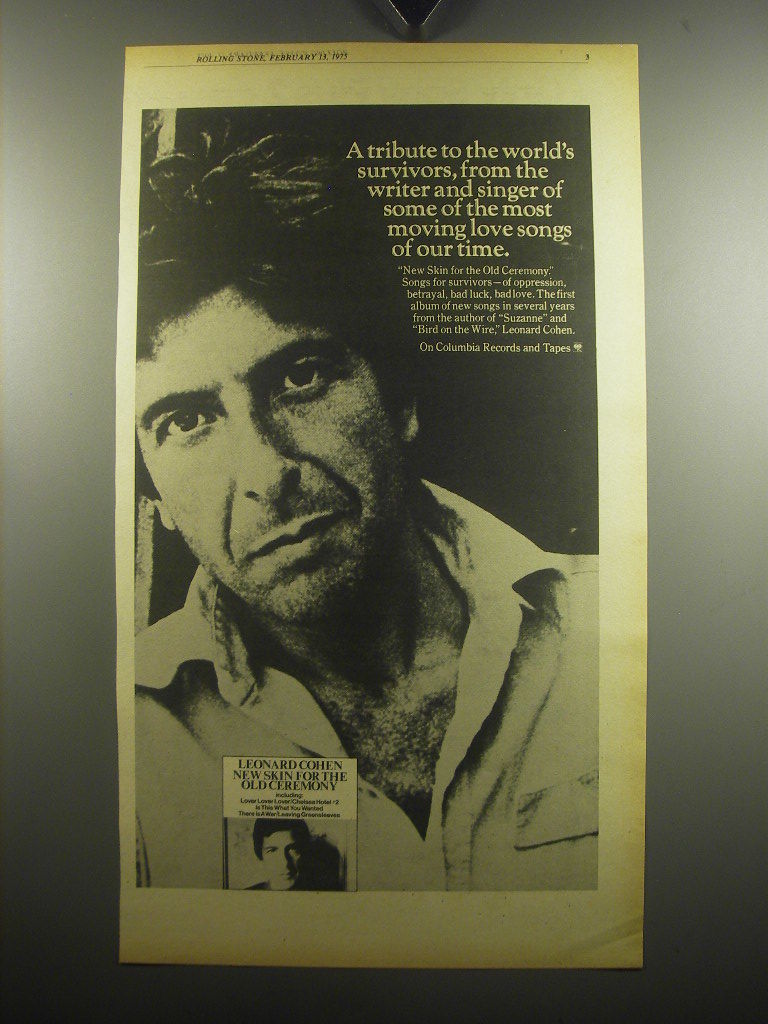 ROLLING STONE, FEBRUARY 13, 1975 3
A tribute to the world's
survivors, from the
writer and singer of
some of the most
moving love songs
of our time.
"New Skin for the Old Ceremony."
Songs for survivors—of oppression,
betrayal, bad luck, bad love. The first
album of new songs in several years
from the author of "Suzanne" and
"Bird on the Wire," Leonard Cohen.
On Columbia Records and Tapes
LEONARD COHEN
NEW SKIN FOR THE
OLD CEREMONY
including:
Lover Lover Lover/Chelsea Hotel #2
Is This What You Wanted
There Is A War/Leaving Greensleeves